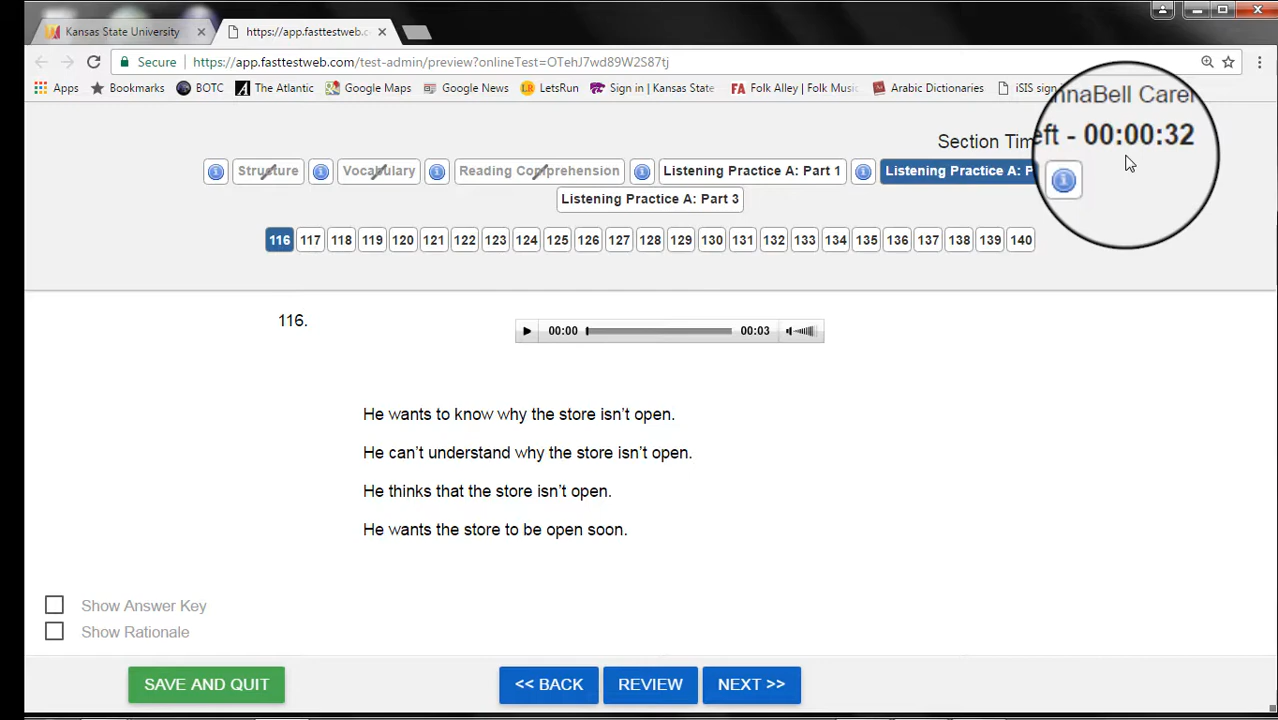 Kansas State University
https://app.fasttestweb.c
Secure https://app.fasttestweb.com/test-admin/preview?onlineTest=OTehJ7wd89W2S87tj
Apps Bookmarks BOTC The Atlantic Google Maps Google News LetsRun Sign in | Kansas State Folk Alley | Folk Mus Arabic Dictionaries iSIS sign
nnaBell Carer
Section Tim eft - 00:00:32
Structure Vocabulary Reading Comprehension Listening Practice A: Part 1 Listening Practice A: P
Listening Practice A: Part 3
116 117 118 119 120 121 122 123 124 125 126 127 128 129 130 131 132 133 134 135 136 137 138 139 140
116.
00:00 00:03
He wants to know why the store isn't open.
He can't understand why the store isn't open.
He thinks that the store isn't open.
He wants the store to be open soon.
Show Answer Key
Show Rationale
SAVE AND QUIT << BACK REVIEW NEXT >>